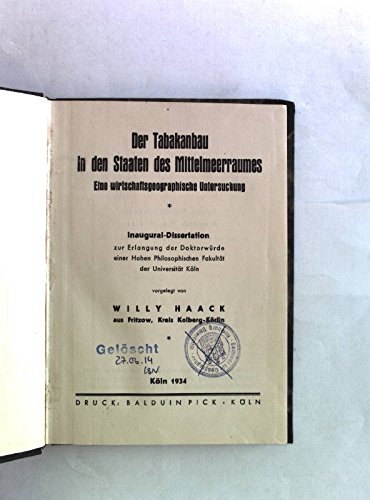 Der Tabakanbau
in den Staaten des Mittelmeerraumes
Eine wirtschaftsgeographische Untersuchung
*
Inaugural-Dissertation
zur Erlangung der Doktorwürde
einer Hohen Philosophischen Fakultät
der Universität Köln
vorgelegt von
WILLY HAACK
aus Fritzow, Kreis Kolberg-Körlin
*
Gelöscht
27.06.14
Köln 1934
DRUCK: BALDUIN PICK · KÖLN